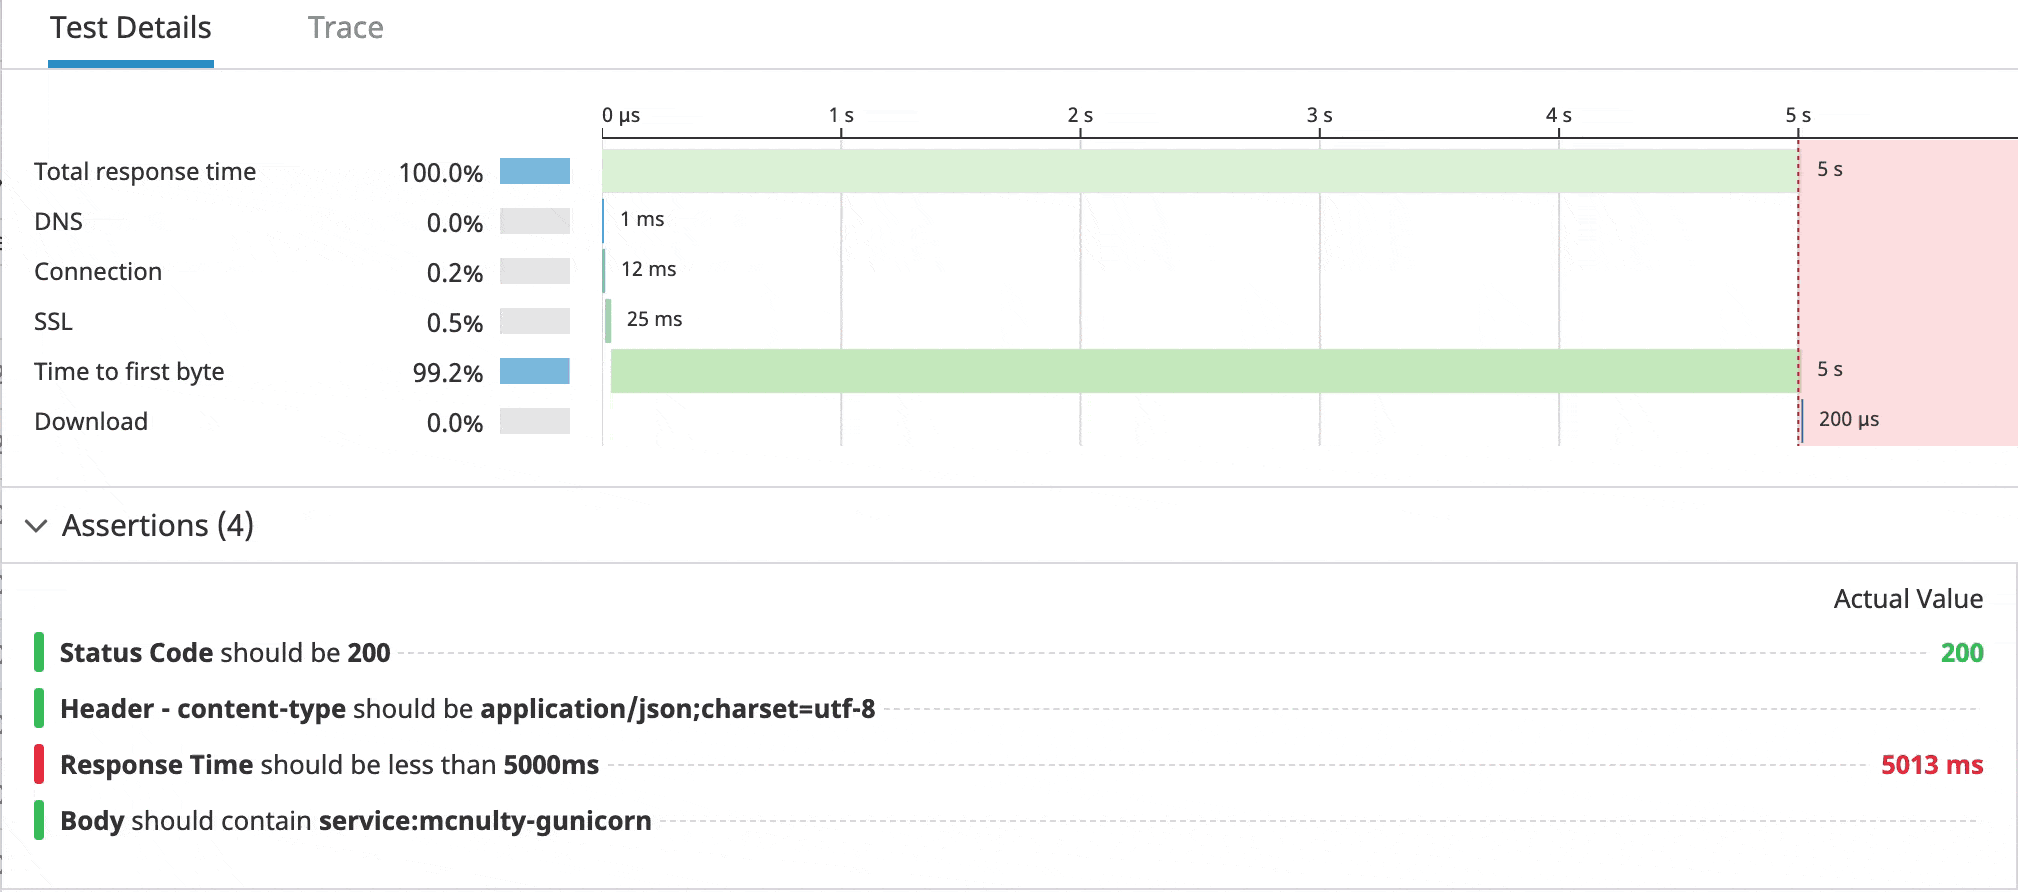 Test Details Trace
0 µs 1 s 2 s 3 s 4 s 5 s
Total response time 100.0% 5 s
DNS 0.0% 1 ms
Connection 0.2% 12 ms
SSL 0.5% 25 ms
Time to first byte 99.2% 5 s
Download 0.0% 200 µs
Assertions (4)
Actual Value
Status Code should be 200 200
Header - content-type should be application/json;charset=utf-8
Response Time should be less than 5000ms 5013 ms
Body should contain service:mcnulty-gunicorn